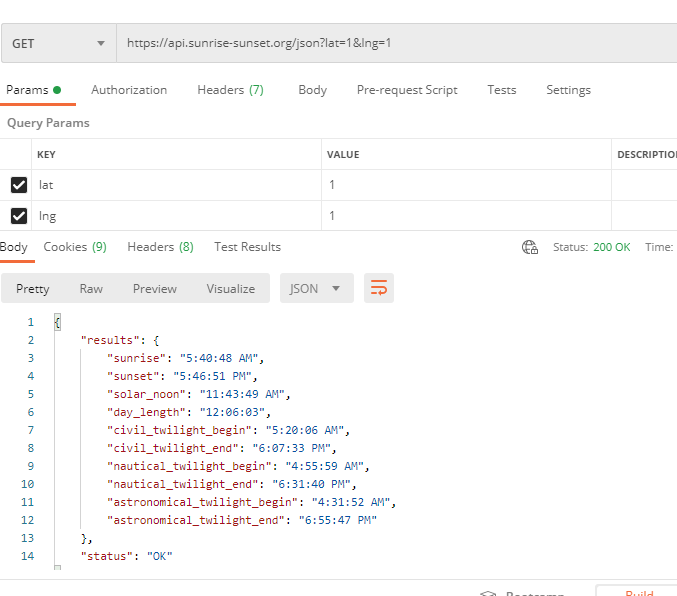 GET https://api.sunrise-sunset.org/json?lat=1&lng=1
Params Authorization Headers (7) Body Pre-request Script Tests Settings
Query Params
KEY VALUE DESCRIPTIO
lat 1
lng 1
Body Cookies (9) Headers (8) Test Results Status: 200 OK Time:
Pretty Raw Preview Visualize JSON
1 {
2 "results": {
3 "sunrise": "5:40:48 AM",
4 "sunset": "5:46:51 PM",
5 "solar_noon": "11:43:49 AM",
6 "day_length": "12:06:03",
7 "civil_twilight_begin": "5:20:06 AM",
8 "civil_twilight_end": "6:07:33 PM",
9 "nautical_twilight_begin": "4:55:59 AM",
10 "nautical_twilight_end": "6:31:40 PM",
11 "astronomical_twilight_begin": "4:31:52 AM",
12 "astronomical_twilight_end": "6:55:47 PM"
13 },
14 "status": "OK"
Bootcamp Build